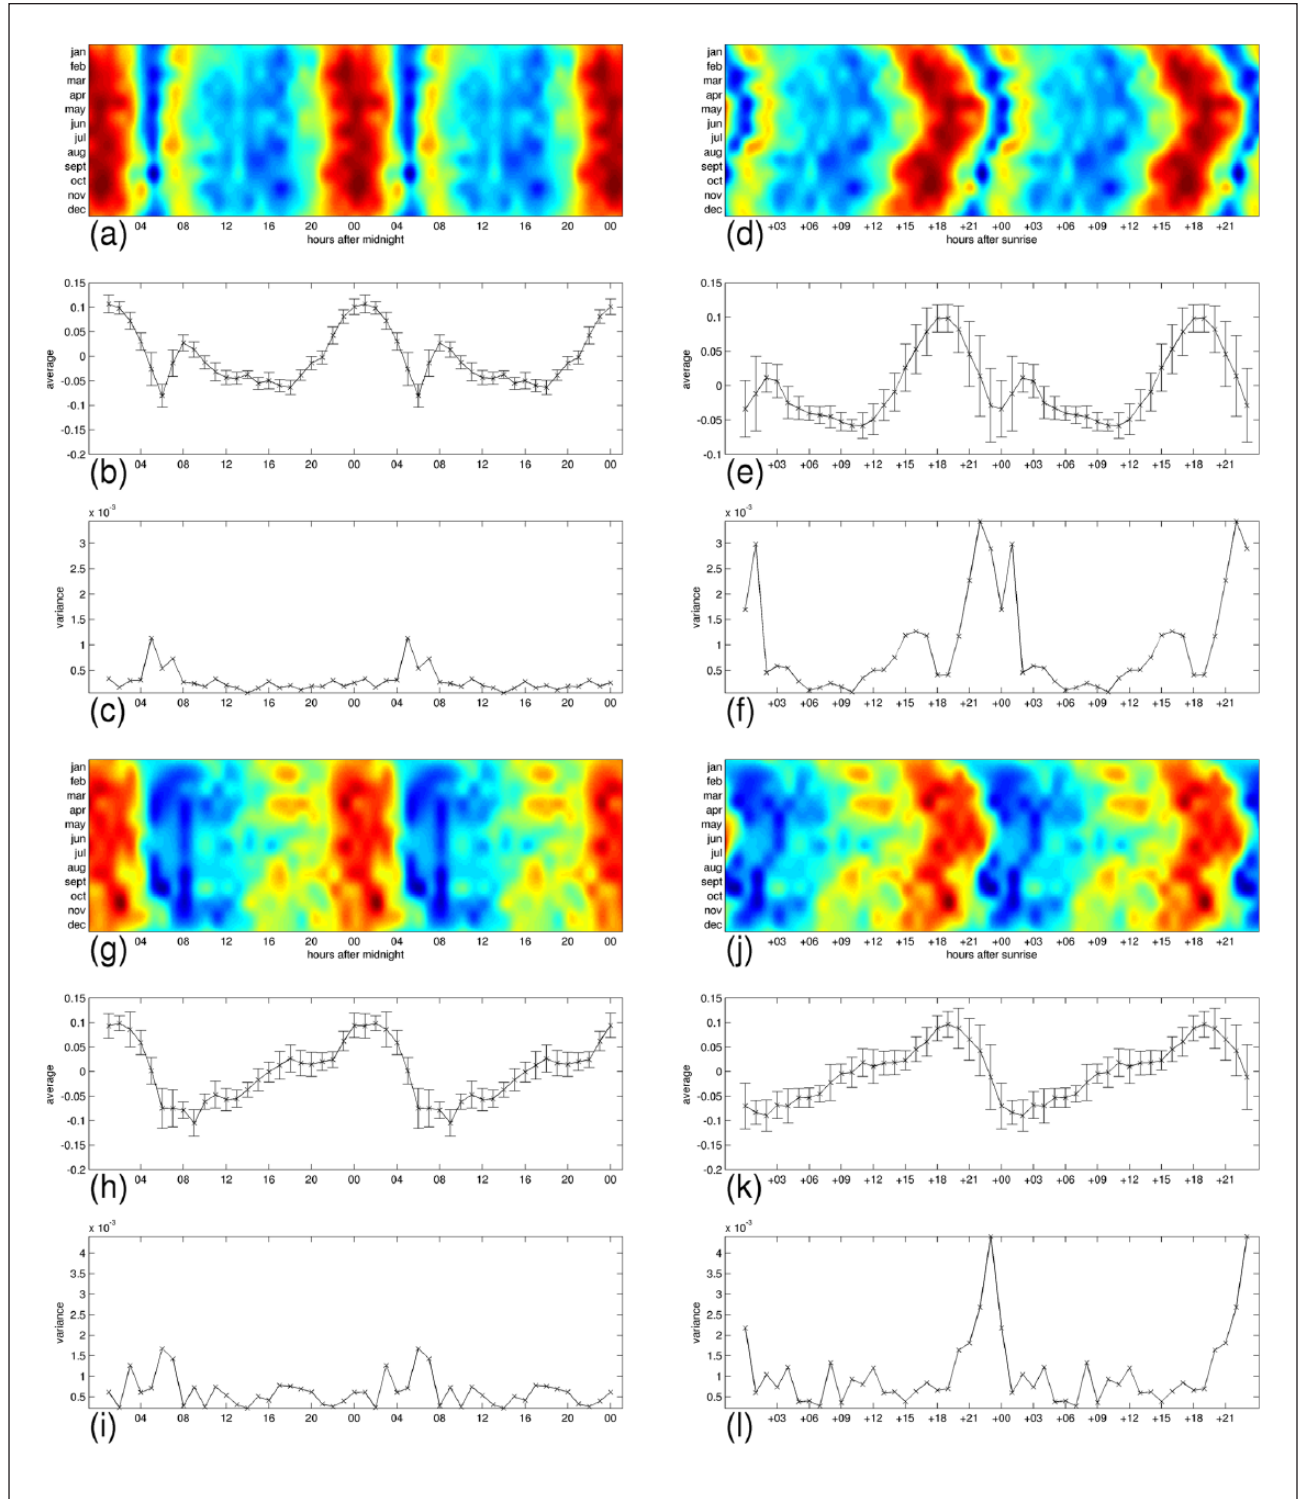 jan
feb
mar
apr
may
jun
jul
aug
sept
oct
nov
dec
04 08 12 16 20 00 04 08 12 16 20 00
hours after midnight
(a)
jan
feb
mar
apr
may
jun
jul
aug
sept
oct
nov
dec
+03 +06 +09 +12 +15 +18 +21 +00 +03 +06 +09 +12 +15 +18 +21
hours after sunrise
(d)
0.15
0.1
0.05
0
-0.05
-0.1
-0.15
-0.2
average
04 08 12 16 20 00 04 08 12 16 20 00
(b)
0.15
0.1
0.05
0
-0.05
-0.1
average
+03 +06 +09 +12 +15 +18 +21 +00 +03 +06 +09 +12 +15 +18 +21
(e)
x 10-3
3
2.5
2
1.5
1
0.5
variance
04 08 12 16 20 00 04 08 12 16 20 00
(c)
x 10-3
3
2.5
2
1.5
1
0.5
variance
+03 +06 +09 +12 +15 +18 +21 +00 +03 +06 +09 +12 +15 +18 +21
(f)
jan
feb
mar
apr
may
jun
jul
aug
sept
oct
nov
dec
04 08 12 16 20 00 04 08 12 16 20 00
hours after midnight
(g)
jan
feb
mar
apr
may
jun
jul
aug
sept
oct
nov
dec
+03 +06 +09 +12 +15 +18 +21 +00 +03 +06 +09 +12 +15 +18 +21
hours after sunrise
(j)
0.15
0.1
0.05
0
-0.05
-0.1
-0.15
-0.2
average
04 08 12 16 20 00 04 08 12 16 20 00
(h)
0.15
0.1
0.05
0
-0.05
-0.1
-0.15
-0.2
average
+03 +06 +09 +12 +15 +18 +21 +00 +03 +06 +09 +12 +15 +18 +21
(k)
x 10-3
4
3.5
3
2.5
2
1.5
1
0.5
variance
04 08 12 16 20 00 04 08 12 16 20 00
(i)
x 10-3
4
3.5
3
2.5
2
1.5
1
0.5
variance
+03 +06 +09 +12 +15 +18 +21 +00 +03 +06 +09 +12 +15 +18 +21
(l)